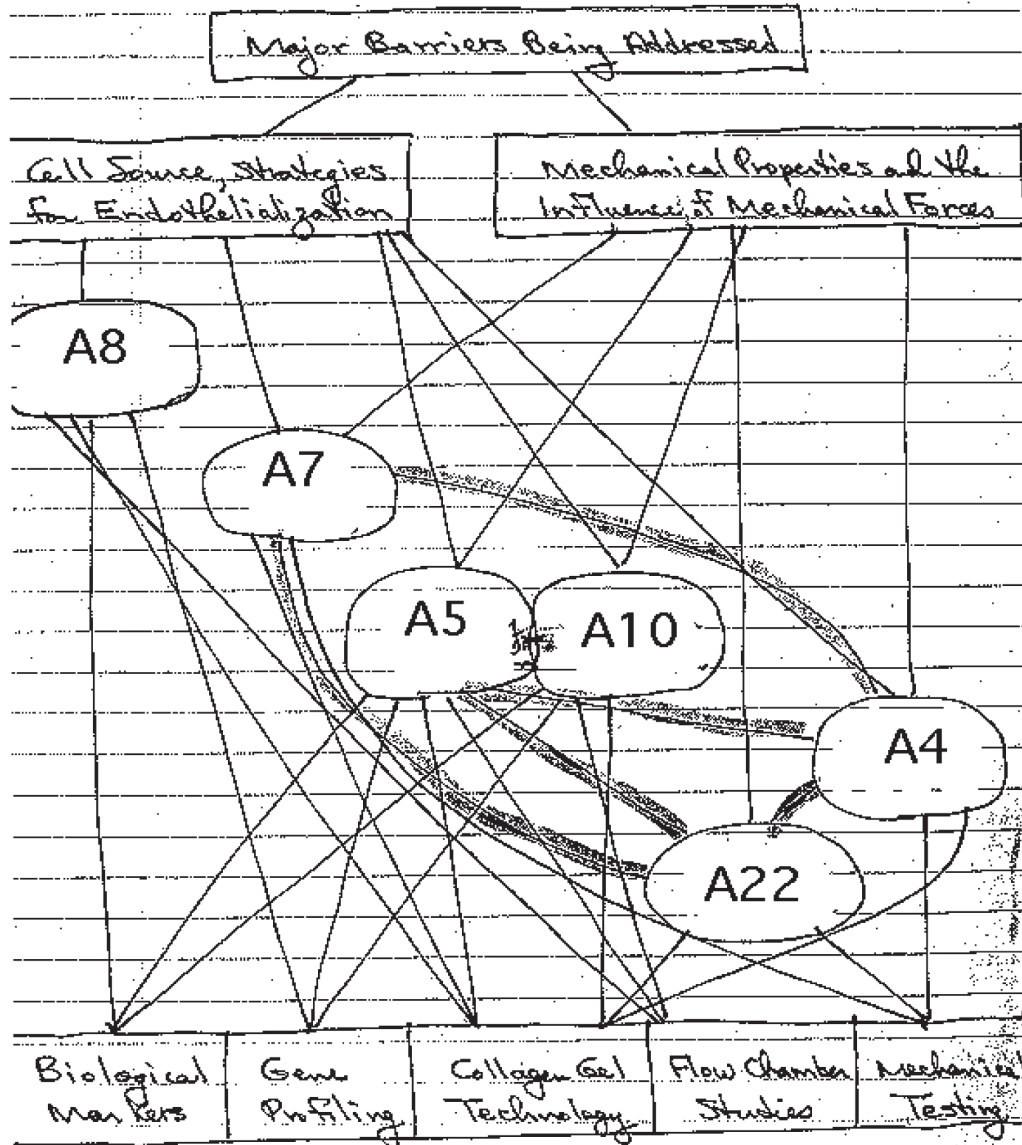 Major Barriers Being Addressed
Cell Source, Strategies
for Endothelialization
Mechanical Properties ad the
Influence of Mechanical Forces
A8
A7
A5
A10
A4
A22
Biological
Markers
Gene
Profiling
Collagen Gel
Technology
Flow Chamber
Studies
Mechanical
Testing